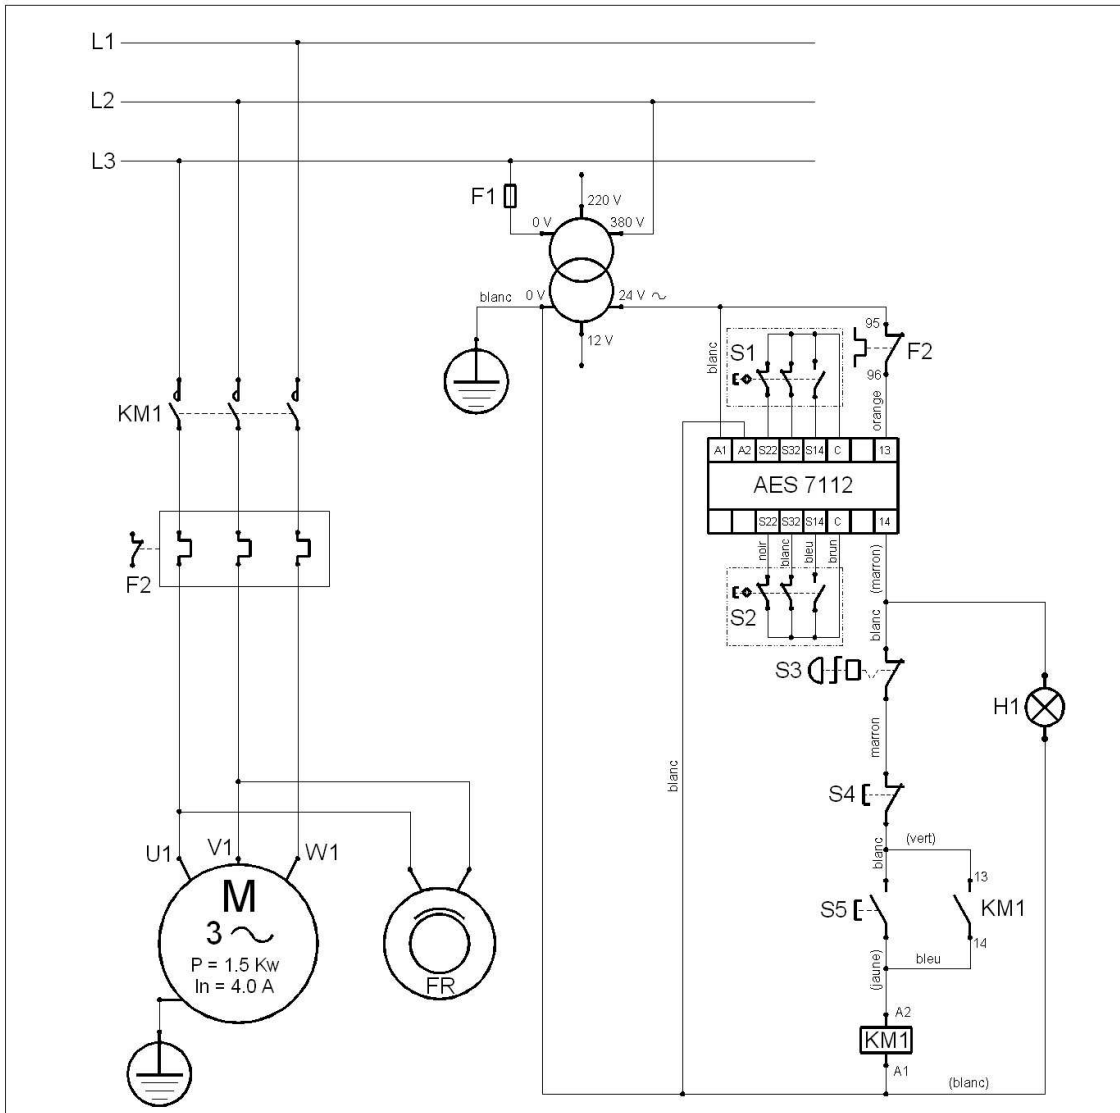 L1
L2
L3
F1
220 V
0 V
380 V
blanc
0 V
24 V
12 V
95
F2
96
S1
blanc
orange
KM1
A1 A2 S22 S32 S14 C 13
AES 7112
S22 S32 S14 C 14
noir
blanc
bleu
brun
(marron)
F2
S2
blanc
S3
H1
marron
blanc
S4
(vert)
blanc
U1
V1
W1
13
S5
KM1
14
M
3
P = 1.5 Kw
In = 4.0 A
FR
bleu
(jaune)
A2
KM1
A1
(blanc)